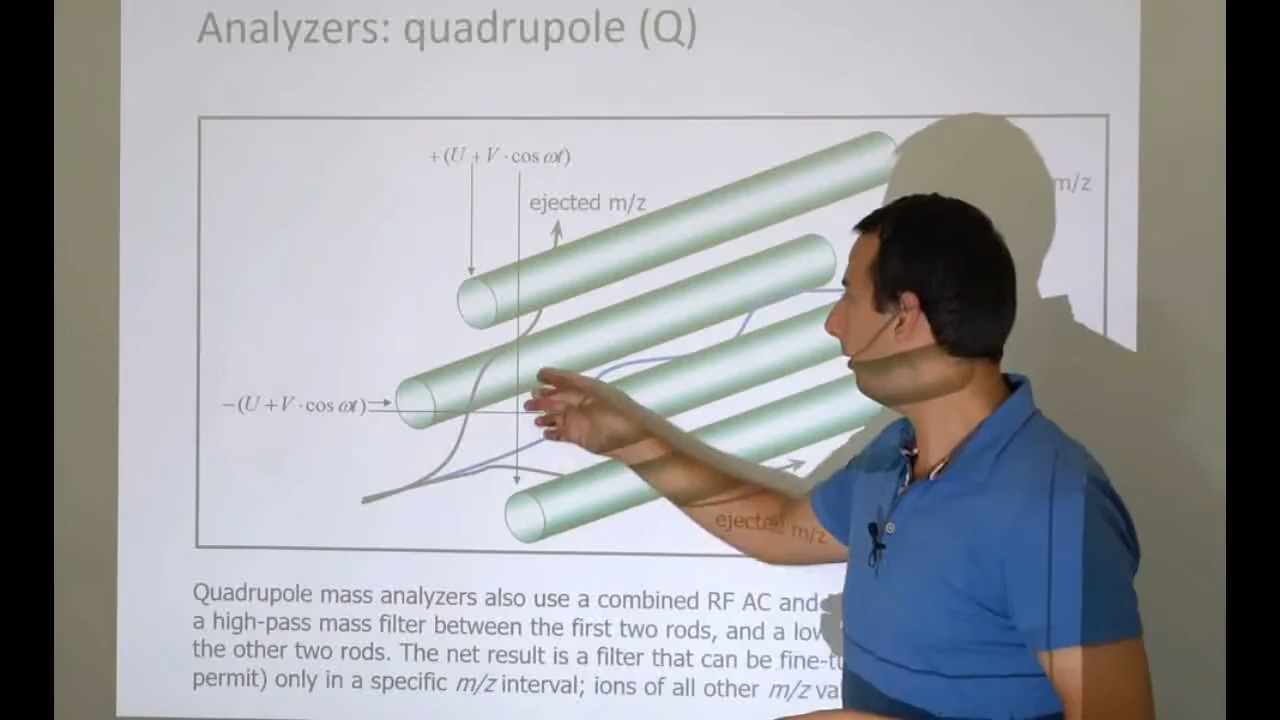 Analyzers: quadrupole (Q)
+(U + V · cos ωt)
ejected m/z
m/z
−(U + V · cos ωt)
ejected m/z
Quadrupole mass analyzers also use a combined RF AC and
a high-pass mass filter between the first two rods, and a low
the other two rods. The net result is a filter that can be fine-
permit) only in a specific m/z interval; ions of all other m/z